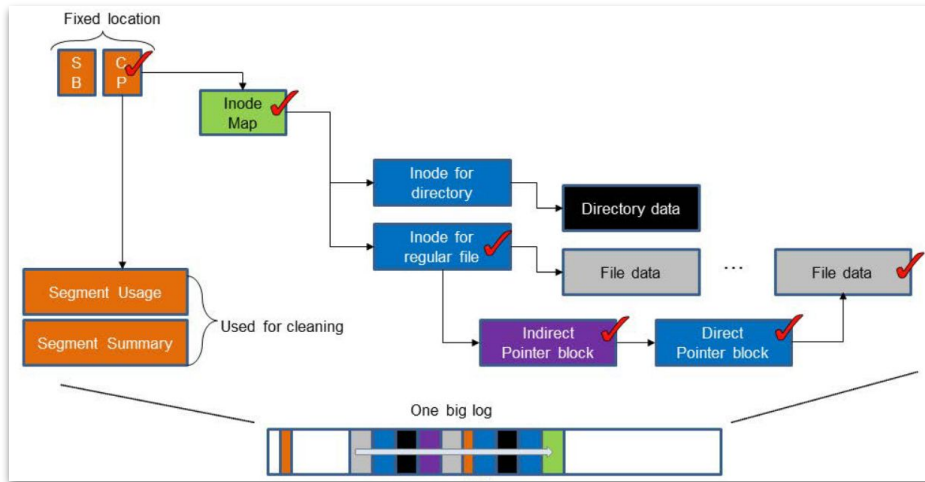 Fixed location
S
B
C
P
Inode
Map
Inode for
directory
Directory data
Inode for
regular file
File data
...
File data
Segment Usage
Segment Summary
Used for cleaning
Indirect
Pointer block
Direct
Pointer block
One big log